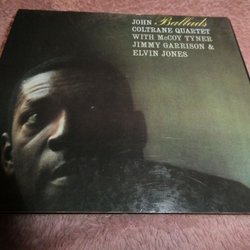 JOHN Ballads
COLTRANE QUARTET
WITH McCOY TYNER
JIMMY GARRISON &
ELVIN JONES